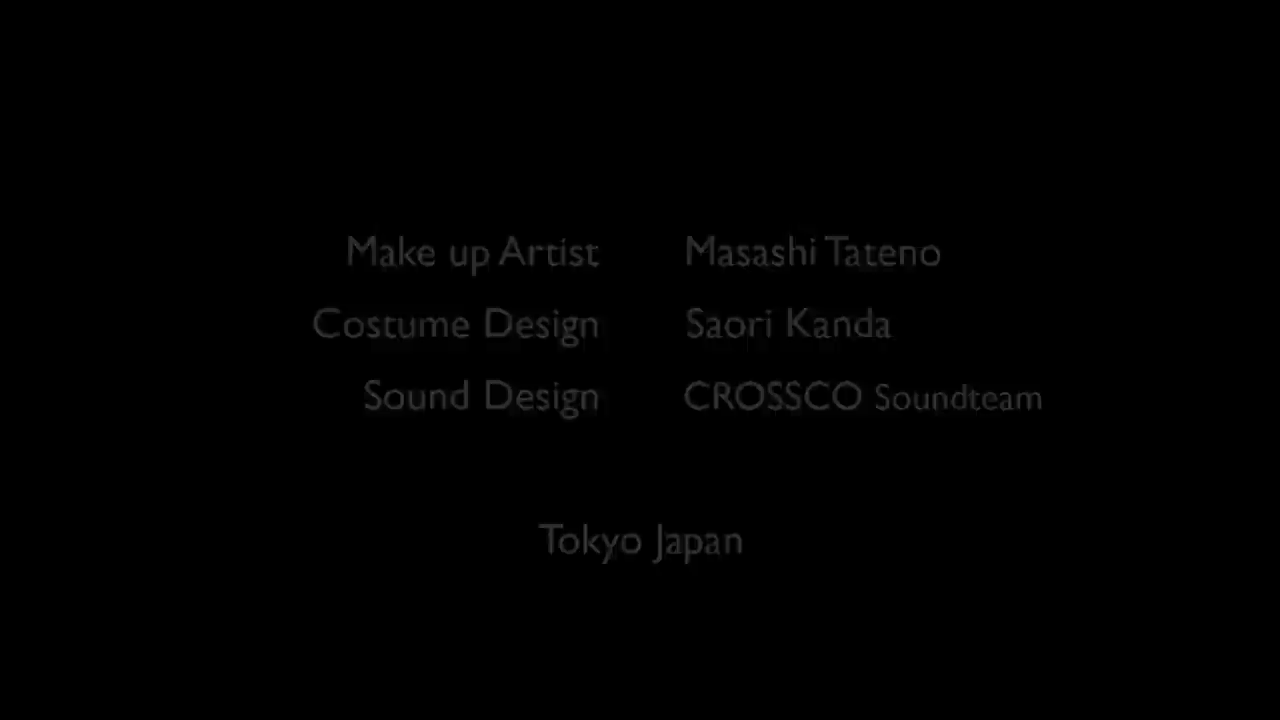 Make up Artist Masashi Tateno
Costume Design Saori Kanda
Sound Design CROSSCO Soundteam
Tokyo Japan